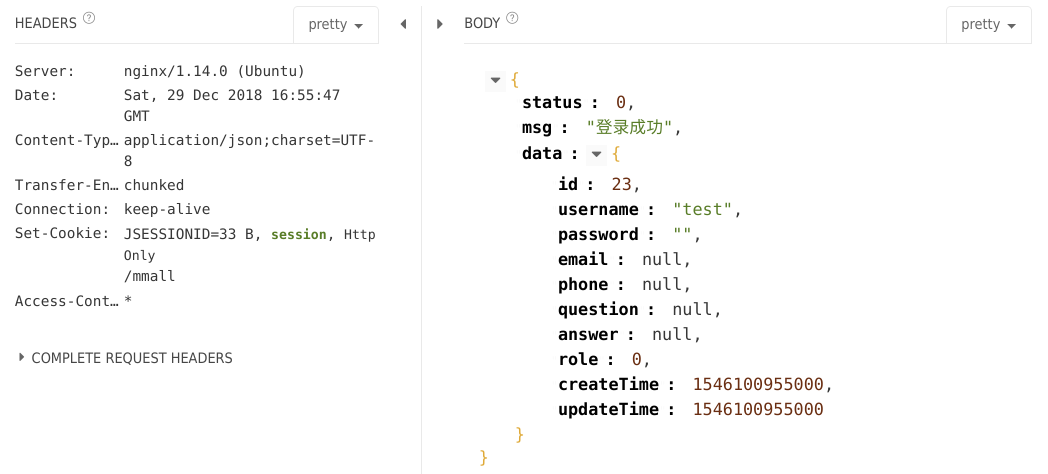 HEADERS ? pretty
Server: nginx/1.14.0 (Ubuntu)
Date: Sat, 29 Dec 2018 16:55:47
GMT
Content-Typ… application/json;charset=UTF-
8
Transfer-En… chunked
Connection: keep-alive
Set-Cookie: JSESSIONID=33 B, session, Http
Only
/mmall
Access-Cont… *
COMPLETE REQUEST HEADERS
BODY ? pretty
{
status : 0,
msg : "登录成功",
data : {
id : 23,
username : "test",
password : "",
email : null,
phone : null,
question : null,
answer : null,
role : 0,
createTime : 1546100955000,
updateTime : 1546100955000
}
}